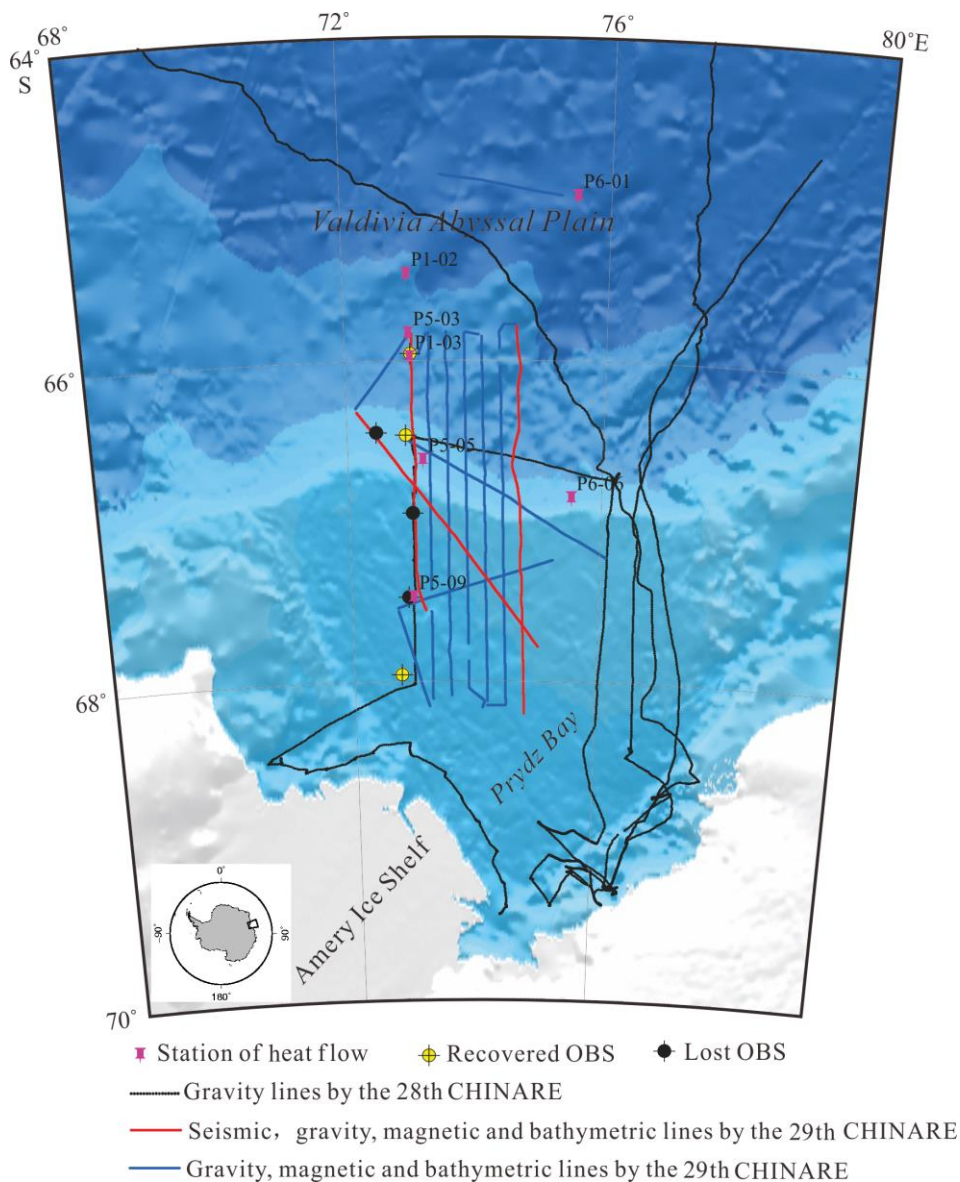 68°
72°
76°
80°E
64°
S
P6-01
Valdivia Abyssal Plain
P1-02
P5-03
P1-03
66°
P5-05
P6-06
P5-09
68°
Prydz Bay
Amery Ice Shelf
0°
-90°
90°
180°
70°
Station of heat flow
Recovered OBS
Lost OBS
Gravity lines by the 28th CHINARE
Seismic, gravity, magnetic and bathymetric lines by the 29th CHINARE
Gravity, magnetic and bathymetric lines by the 29th CHINARE